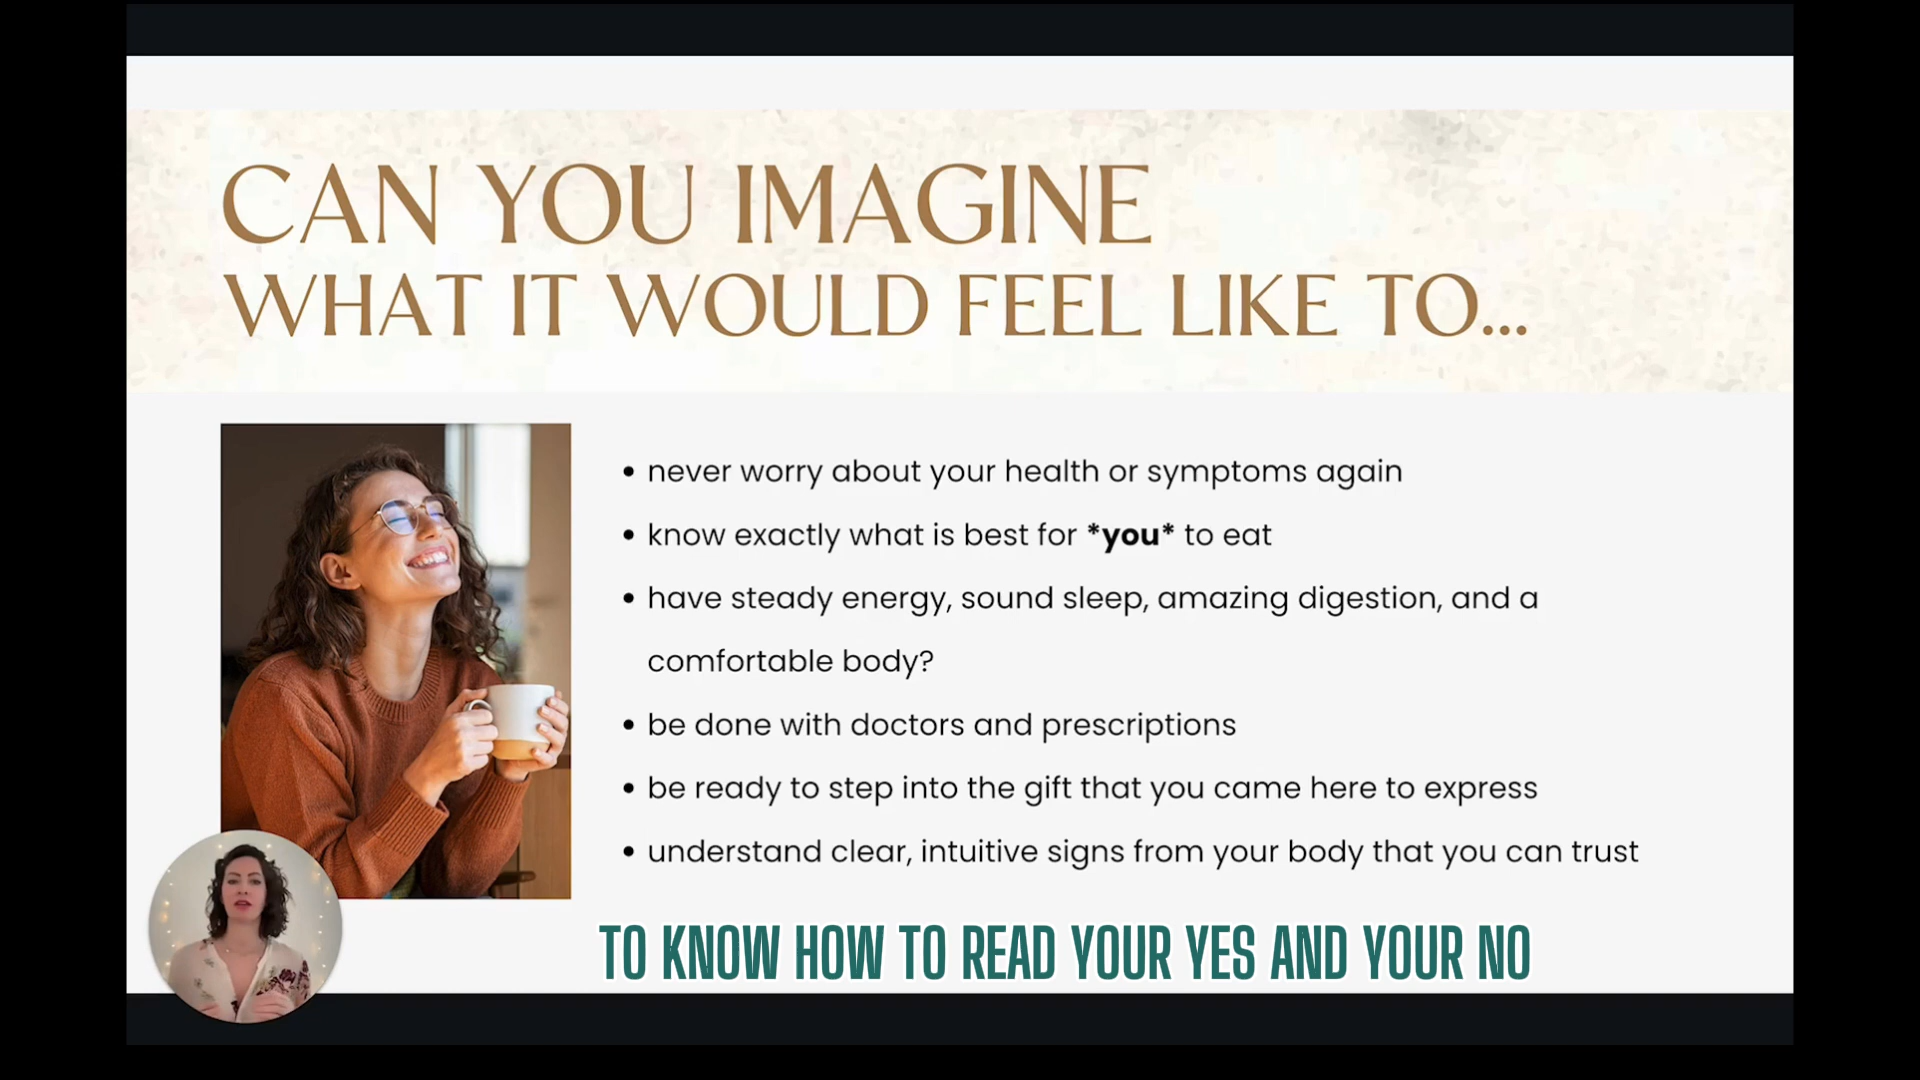 CAN YOU IMAGINE
WHAT IT WOULD FEEL LIKE TO...
• never worry about your health or symptoms again
• know exactly what is best for *you* to eat
• have steady energy, sound sleep, amazing digestion, and a
comfortable body?
• be done with doctors and prescriptions
• be ready to step into the gift that you came here to express
• understand clear, intuitive signs from your body that you can trust
TO KNOW HOW TO READ YOUR YES AND YOUR NO